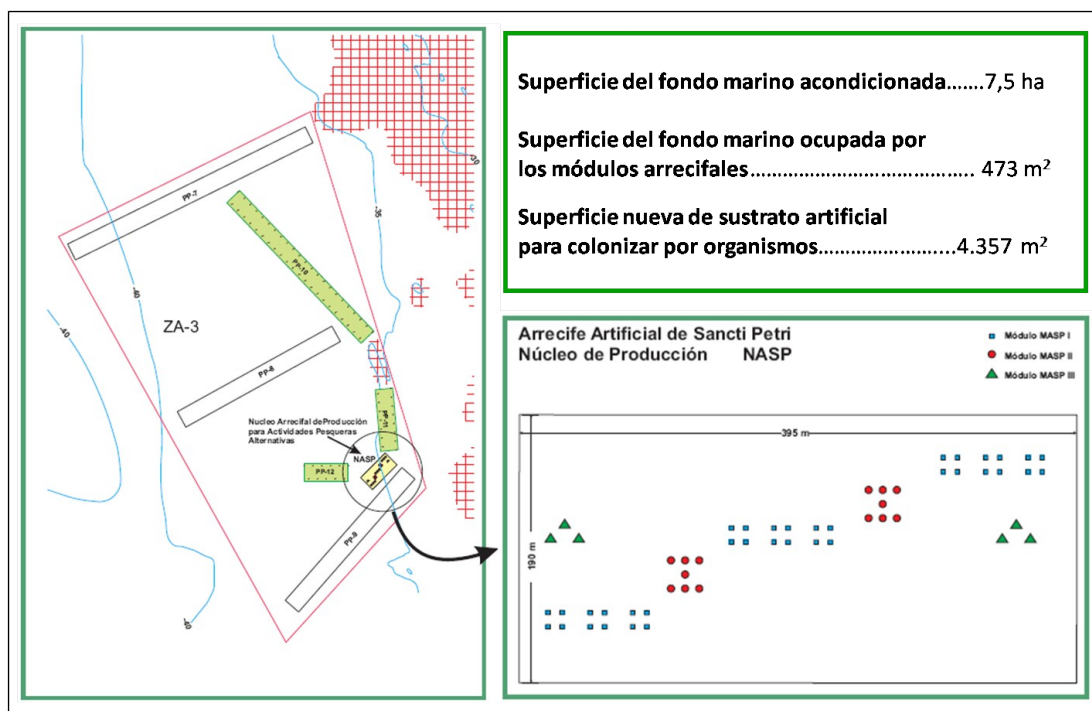 -30
PP-7
-35
PP-10
-40
-40
ZA-3
PP-8
Nucleo Arrecifal de Producción
para Actividades Pesqueras
Alternativas
PP-11
NASP
PP-12
PP-9
-40
Superficie del fondo marino acondicionada.......7,5 ha
Superficie del fondo marino ocupada por
los módulos arrecifales…………………………………. 473 m²
Superficie nueva de sustrato artificial
para colonizar por organismos……………………..4.357 m²
Arrecife Artificial de Sancti Petri
Núcleo de Producción NASP
Módulo MASP I
Módulo MASP II
Módulo MASP III
395 m
190 m